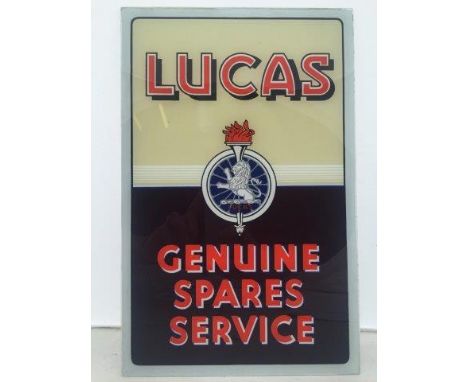 LUCAS
GENUINE
SPARES
SERVICE